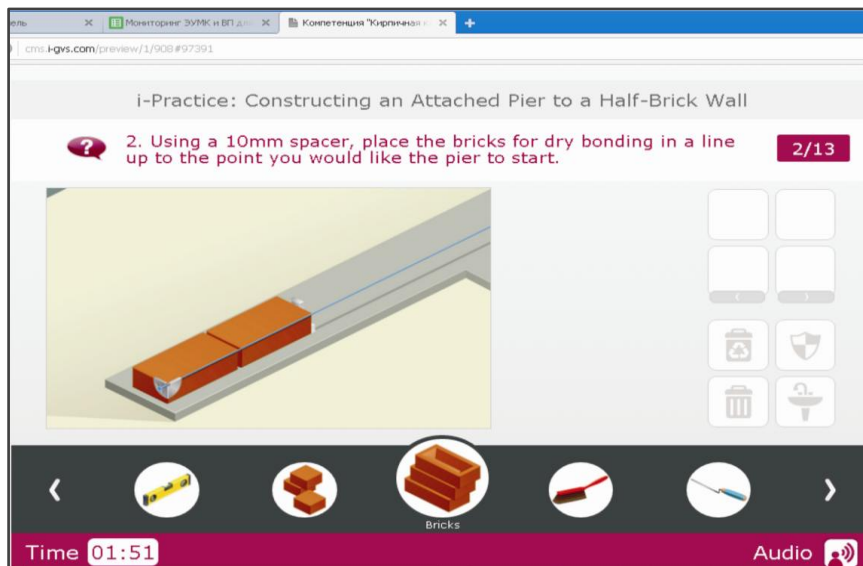 ель
Мониторинг ЭУМК и ВП для
Компетенция "Кирпичная
cms.i-gvs.com/preview/1/908#97391
i-Practice: Constructing an Attached Pier to a Half-Brick Wall
2. Using a 10mm spacer, place the bricks for dry bonding in a line
up to the point you would like the pier to start.
2/13
Bricks
Time 01:51
Audio